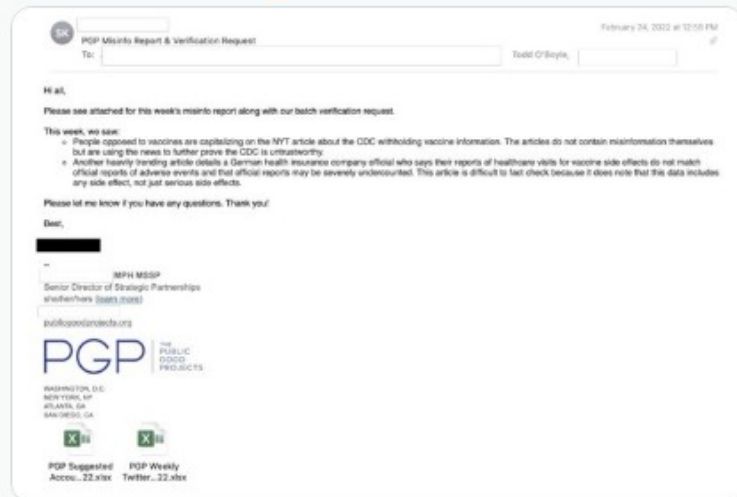 SK
February 24, 2022 at 12:58 PM
PGP Misinfo Report & Verification Request
To:
Todd O'Boyle,
Hi all,
Please see attached for this week's misinfo report along with our batch verification request.
This week, we saw:
People opposed to vaccines are capitalizing on the NYT article about the CDC withholding vaccine information. The articles do not contain misinformation themselves
but are using the news to further prove the CDC is untrustworthy.
Another heavily trending article details a German health insurance company official who says their reports of healthcare visits for vaccine side effects do not match
official reports of adverse events and that official reports may be severely undercounted. This article is difficult to fact check because it does note that this data includes
any side effect, not just serious side effects.
Please let me know if you have any questions. Thank you!
Best,
--
MPH MSSP
Senior Director of Strategic Partnerships
she/her/hers (learn more)
publicgoodprojects.org
PGP THE
PUBLIC
GOOD
PROJECTS
WASHINGTON, D.C.
NEW YORK, NY
ATLANTA, GA
SAN DIEGO, CA
PGP Suggested
Accou...22.xlsx
PGP Weekly
Twitter...22.xlsx